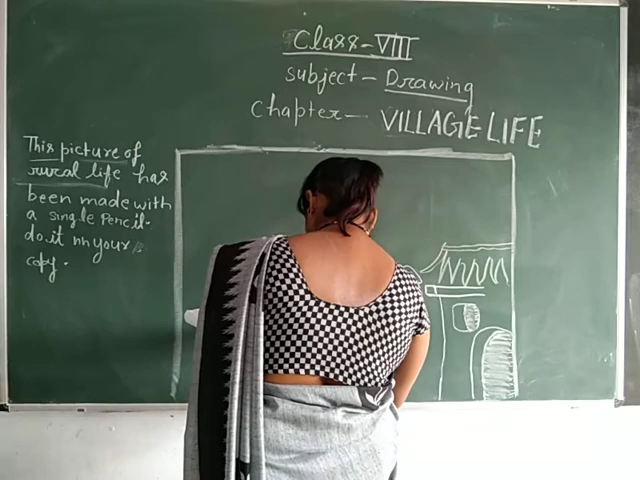 Class-VIII
subject- Drawing
chapter- VILLAGE LIFE
This picture of
rural life has
been made with
a single Pencil.
do it in your
copy.